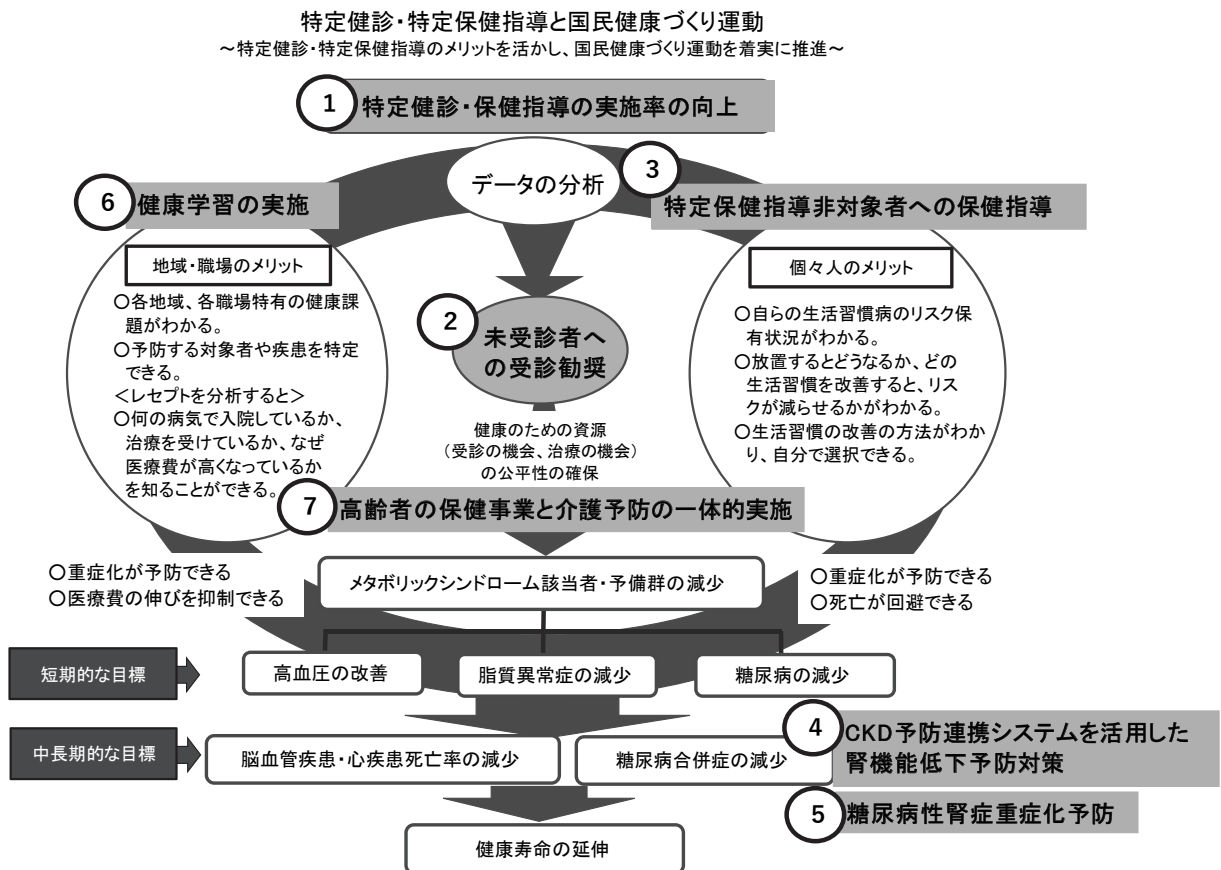 特定健診・特定保健指導と国民健康づくり運動
～特定健診・特定保健指導のメリットを活かし、国民健康づくり運動を着実に推進～
1 特定健診・保健指導の実施率の向上
データの分析
3
特定保健指導非対象者への保健指導
6 健康学習の実施
地域・職場のメリット
○各地域、各職場特有の健康課
題がわかる。
○予防する対象者や疾患を特定
できる。
＜レセプトを分析すると＞
○何の病気で入院しているか、
治療を受けているか、なぜ
医療費が高くなっているか
を知ることができる。
2
未受診者へ
の受診勧奨
健康のための資源
（受診の機会、治療の機会）
の公平性の確保
個々人のメリット
○自らの生活習慣病のリスク保
有状況がわかる。
○放置するとどうなるか、どの
生活習慣を改善すると、リス
クが減らせるかがわかる。
○生活習慣の改善の方法がわか
り、自分で選択できる。
7 高齢者の保健事業と介護予防の一体的実施
○重症化が予防できる
○医療費の伸びを抑制できる
メタボリックシンドローム該当者・予備群の減少
○重症化が予防できる
○死亡が回避できる
短期的な目標
高血圧の改善
脂質異常症の減少
糖尿病の減少
中長期的な目標
脳血管疾患・心疾患死亡率の減少
糖尿病合併症の減少
4 CKD予防連携システムを活用した
腎機能低下予防対策
5 糖尿病性腎症重症化予防
健康寿命の延伸